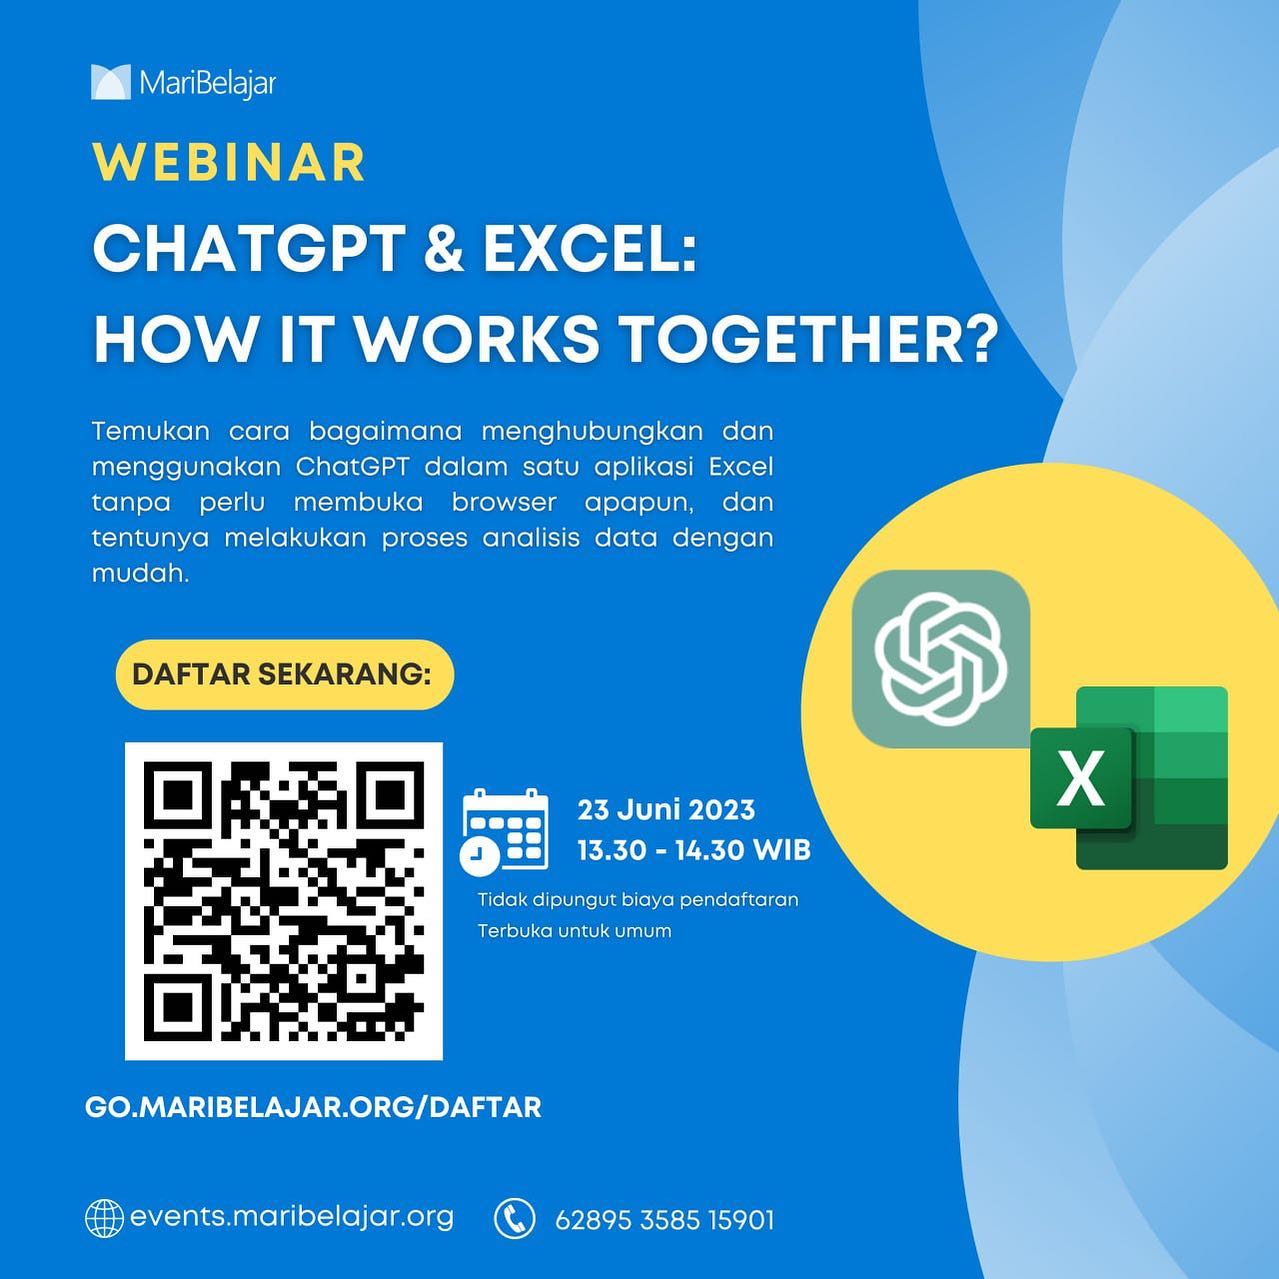 MariBelajar
WEBINAR
CHATGPT & EXCEL:
HOW IT WORKS TOGETHER?
Temukan cara bagaimana menghubungkan dan
menggunakan ChatGPT dalam satu aplikasi Excel
tanpa perlu membuka browser apapun, dan
tentunya melakukan proses analisis data dengan
mudah.
DAFTAR SEKARANG:
23 Juni 2023
13.30 - 14.30 WIB
Tidak dipungut biaya pendaftaran
Terbuka untuk umum
X
GO.MARIBELAJAR.ORG/DAFTAR
events.maribelajar.org
62895 3585 15901